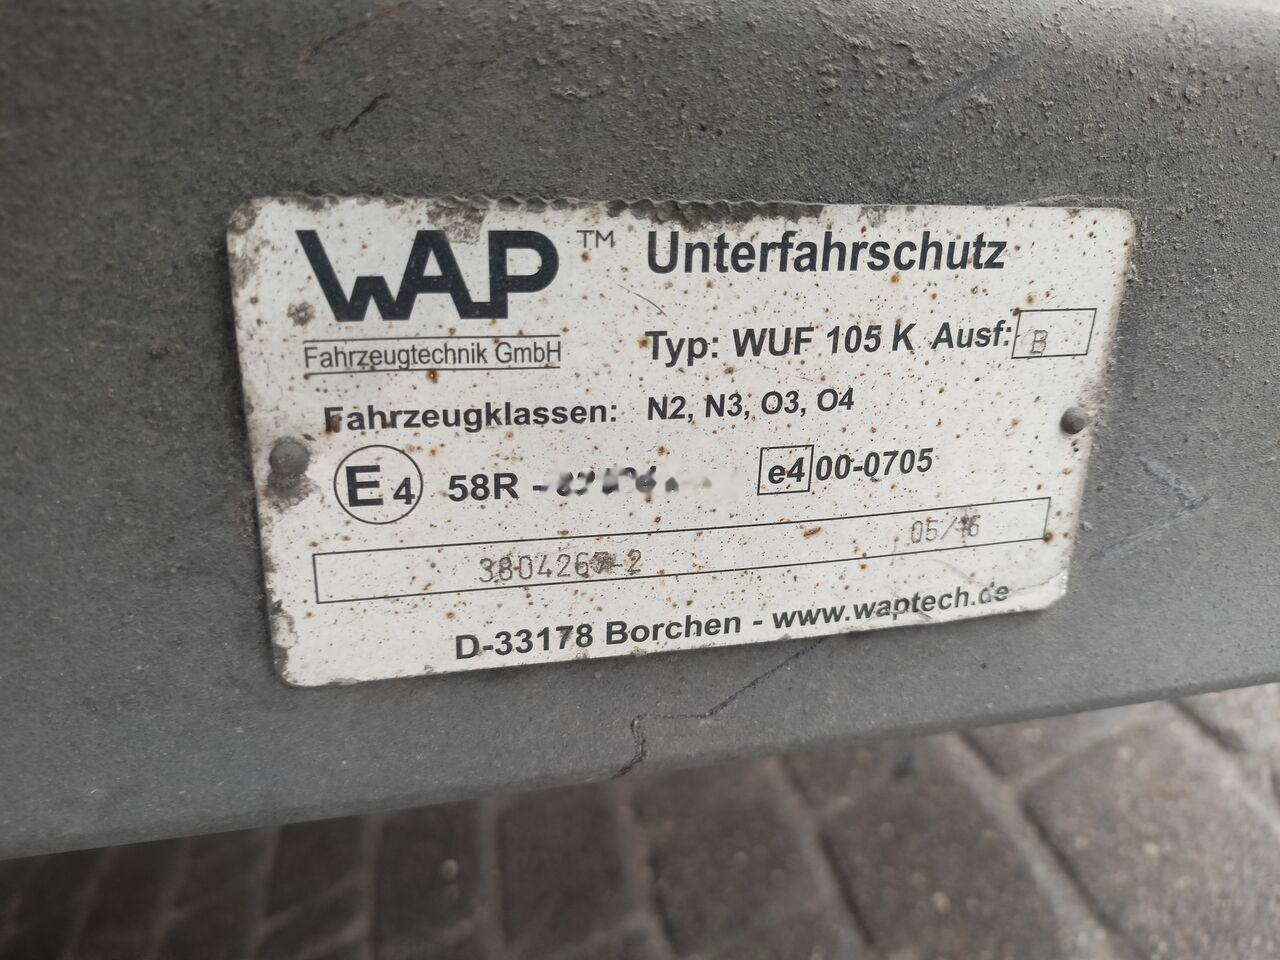 WAP™ Unterfahrschutz
Fahrzeugtechnik GmbH
Typ: WUF 105 K Ausf: B
Fahrzeugklassen: N2, N3, O3, O4
E4 58R - e4 00-0705
05/16
D-33178 Borchen - www.waptech.de